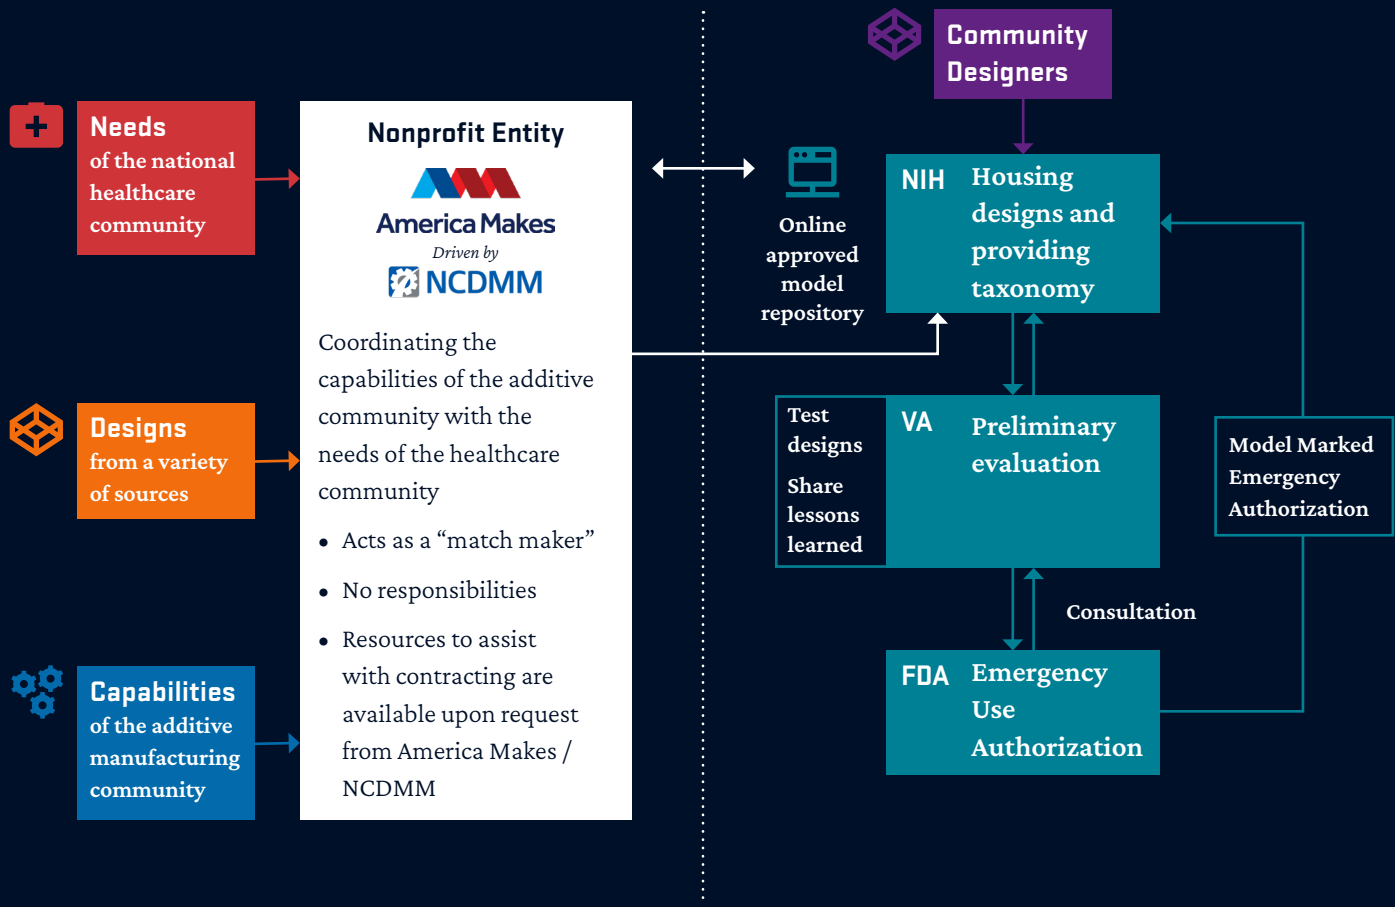 Needs
of the national
healthcare
community
Designs
from a variety
of sources
Capabilities
of the additive
manufacturing
community
Nonprofit Entity
America Makes
Driven by
NCDMM
Coordinating the
capabilities of the additive
community with the
needs of the healthcare
community
• Acts as a “match maker”
• No responsibilities
• Resources to assist
with contracting are
available upon request
from America Makes /
NCDMM
Online
approved
model
repository
Community
Designers
NIH
Housing
designs and
providing
taxonomy
Test
designs
Share
lessons
learned
VA
Preliminary
evaluation
Model Marked
Emergency
Authorization
Consultation
FDA
Emergency
Use
Authorization